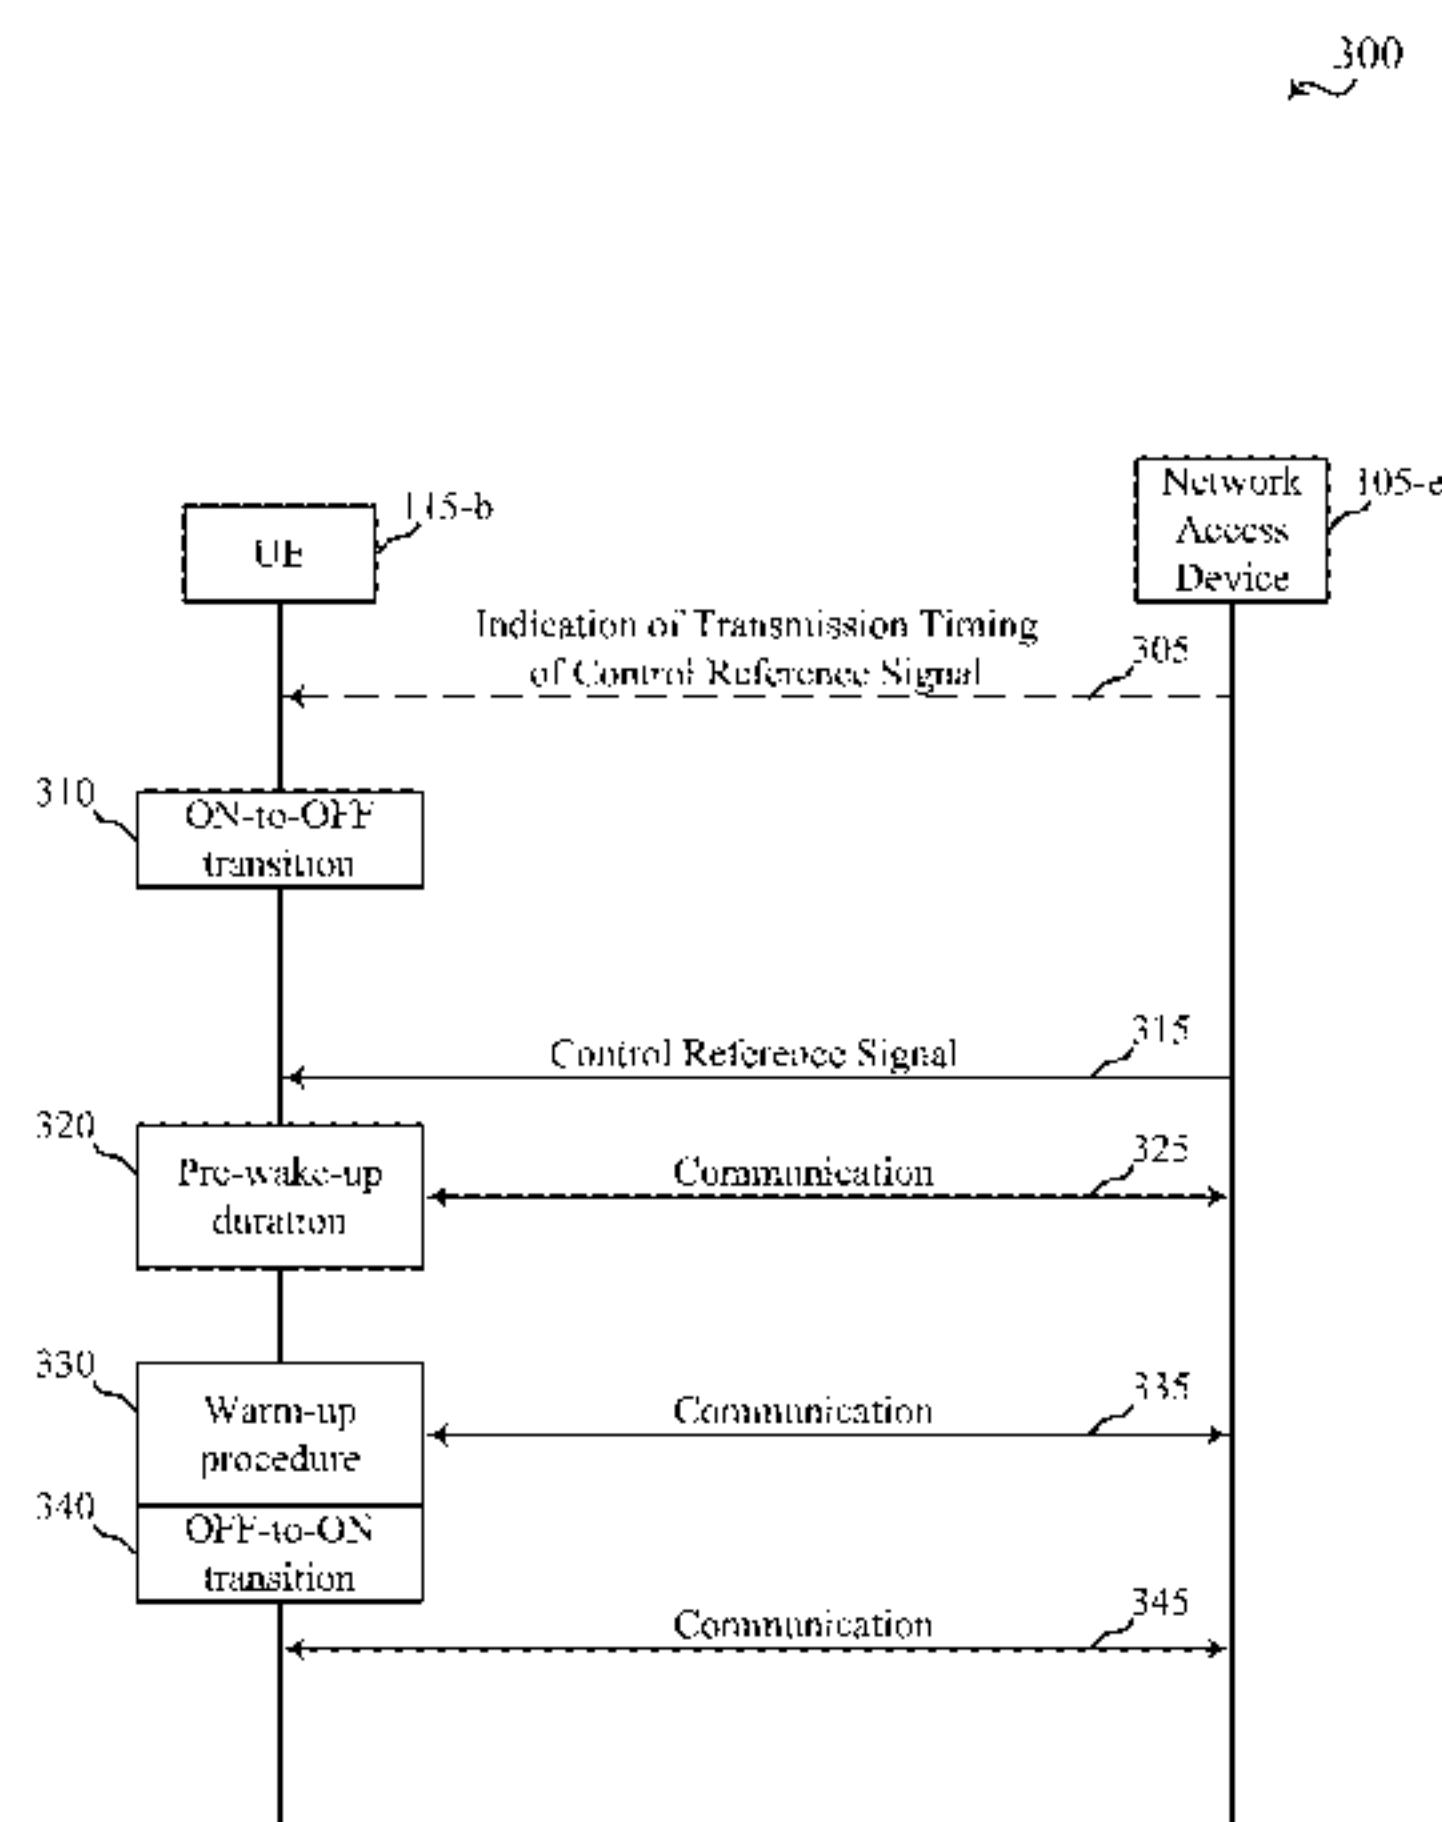 300
UE
115-b
Network
Access
Device
105-e
Indication of Transmission Timing
of Control Reference Signal
305
310
ON-to-OFF
transition
Control Reference Signal
315
320
Pre-wake-up
duration
Communication
325
330
Warm-up
procedure
Communication
335
340
OFF-to-ON
transition
Communication
345